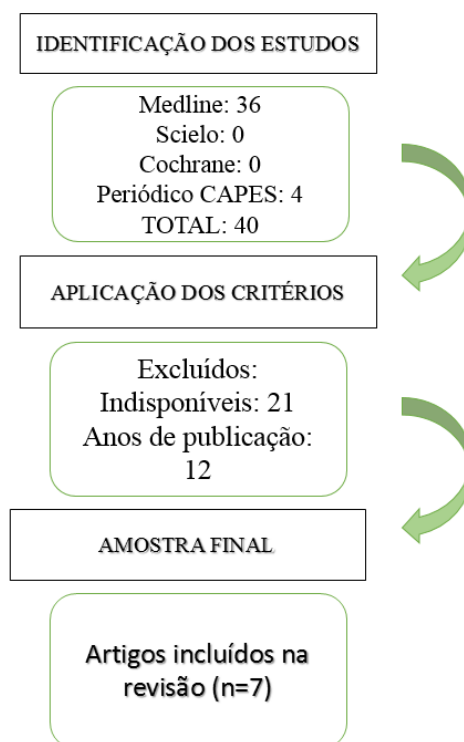 IDENTIFICAÇÃO DOS ESTUDOS
Medline: 36
Scielo: 0
Cochrane: 0
Periódico CAPES: 4
TOTAL: 40
APLICAÇÃO DOS CRITÉRIOS
Excluídos:
Indisponíveis: 21
Anos de publicação:
12
AMOSTRA FINAL
Artigos incluídos na
revisão (n=7)